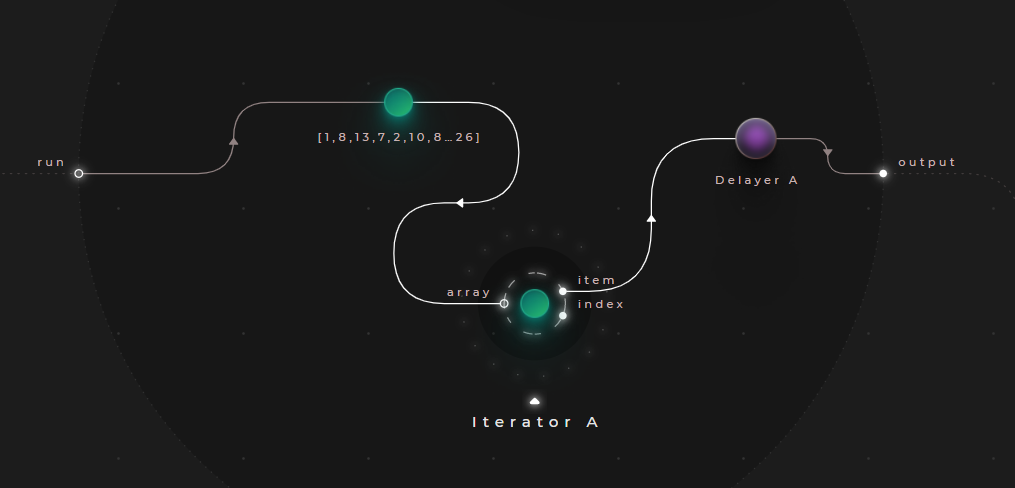 [1,8,13,7,2,10,8...26]
run
output
Delayer A
item
array
index
Iterator A